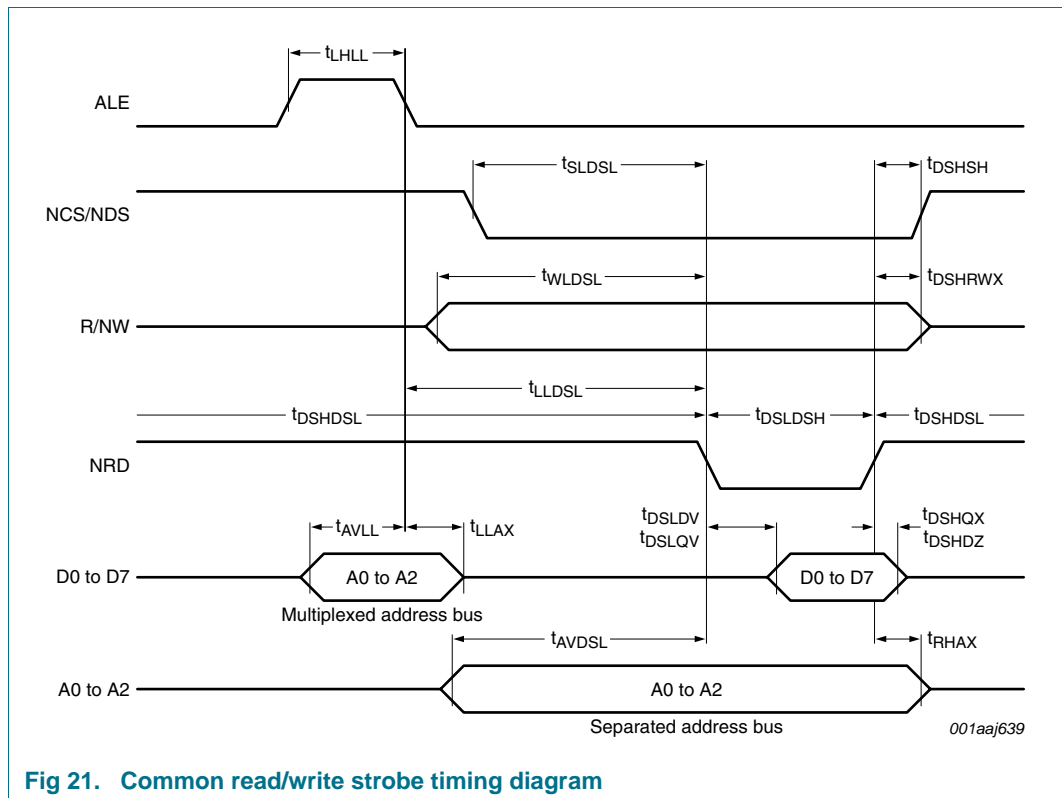 tLHLL
ALE
tSLDSL
tDSHSH
NCS/NDS
tWLDSL
tDSHRWX
R/NW
tLLDSL
tDSHDSL
tDSLDSH
tDSHDSL
NRD
tAVLL
tLLAX
tDSLDV
tDSLQV
tDSHQX
tDSHDZ
D0 to D7
A0 to A2
D0 to D7
Multiplexed address bus
tAVDSL
tRHAX
A0 to A2
A0 to A2
Separated address bus
001aaj639
Fig 21. Common read/write strobe timing diagram